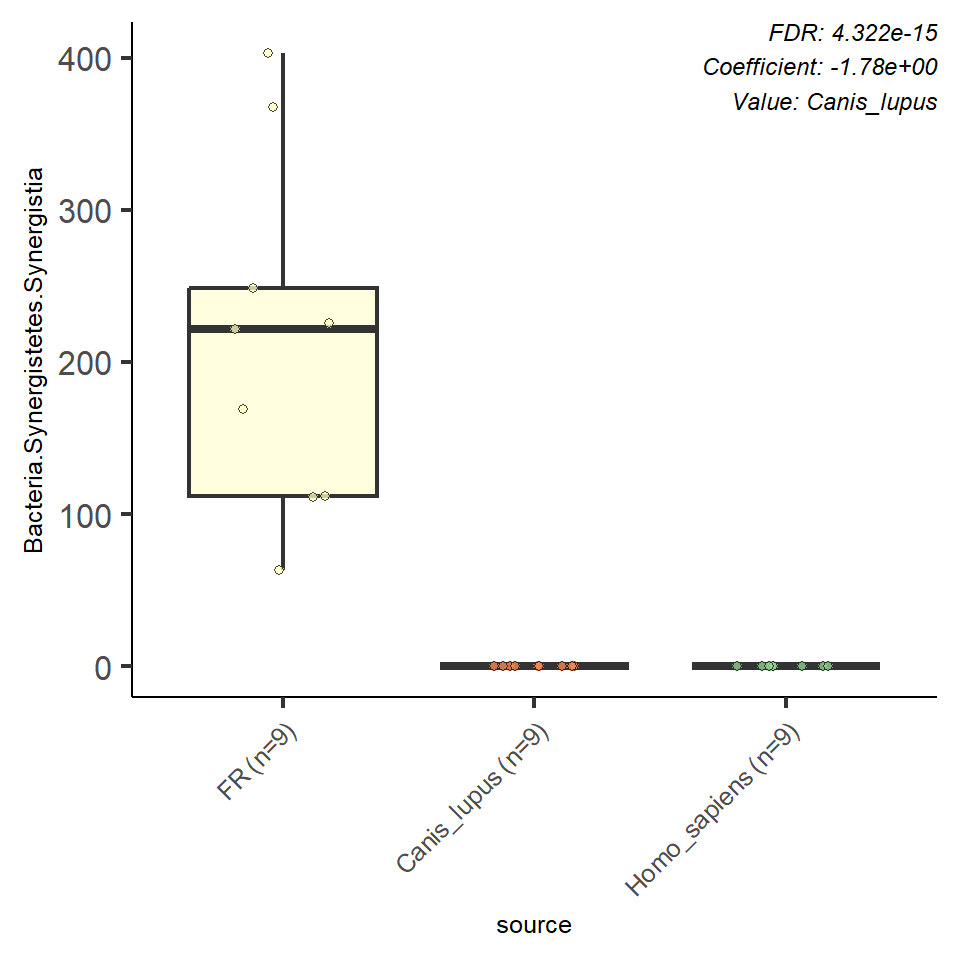 FDR: 4.322e-15
Coefficient: -1.78e+00
Value: Canis_lupus
Bacteria.Synergistetes.Synergistia
400
300
200
100
0
FR (n=9)
Canis_lupus (n=9)
Homo_sapiens (n=9)
source